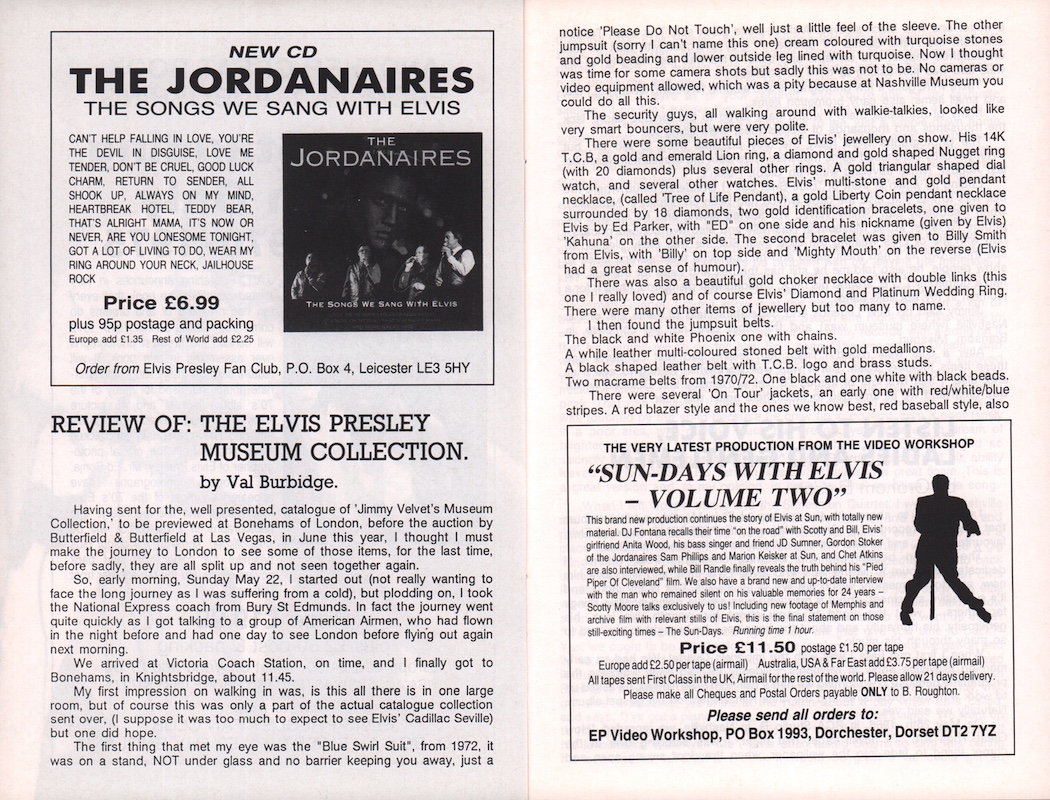 NEW CD
THE JORDANAIRES
THE SONGS WE SANG WITH ELVIS
CAN'T HELP FALLING IN LOVE, YOU'RE
THE DEVIL IN DISGUISE, LOVE ME
TENDER, DON'T BE CRUEL, GOOD LUCK
CHARM, RETURN TO SENDER, ALL
SHOOK UP, ALWAYS ON MY MIND,
HEARTBREAK HOTEL, TEDDY BEAR,
THAT'S ALRIGHT MAMA, IT'S NOW OR
NEVER, ARE YOU LONESOME TONIGHT,
GOT A LOT OF LIVING TO DO, WEAR MY
RING AROUND YOUR NECK, JAILHOUSE
ROCK
THE
JORDANAIRES
THE SONGS WE SANG WITH ELVIS
Price £6.99
plus 95p postage and packing
Europe add £1.35 Rest of World add £2.25
Order from Elvis Presley Fan Club, P.O. Box 4, Leicester LE3 5HY
REVIEW OF: THE ELVIS PRESLEY
MUSEUM COLLECTION.
by Val Burbidge.
Having sent for the, well presented, catalogue of 'Jimmy Velvet's Museum
Collection,' to be previewed at Bonehams of London, before the auction by
Butterfield & Butterfield at Las Vegas, in June this year, I thought I must
make the journey to London to see some of those items, for the last time,
before sadly, they are all split up and not seen together again.
So, early morning, Sunday May 22, I started out (not really wanting to
face the long journey as I was suffering from a cold), but plodding on, I took
the National Express coach from Bury St Edmunds. In fact the journey went
quite quickly as I got talking to a group of American Airmen, who had flown
in the night before and had one day to see London before flying out again
next morning.
We arrived at Victoria Coach Station, on time, and I finally got to
Bonehams, in Knightsbridge, about 11.45.
My first impression on walking in was, is this all there is in one large
room, but of course this was only a part of the actual catalogue collection
sent over, (I suppose it was too much to expect to see Elvis' Cadillac Seville)
but one did hope.
The first thing that met my eye was the "Blue Swirl Suit", from 1972, it
was on a stand, NOT under glass and no barrier keeping you away, just a
notice 'Please Do Not Touch', well just a little feel of the sleeve. The other
jumpsuit (sorry I can't name this one) cream coloured with turquoise stones
and gold beading and lower outside leg lined with turquoise. Now I thought
was time for some camera shots but sadly this was not to be. No cameras or
video equipment allowed, which was a pity because at Nashville Museum you
could do all this.
The security guys, all walking around with walkie-talkies, looked like
very smart bouncers, but were very polite.
There were some beautiful pieces of Elvis' jewellery on show. His 14K
T.C.B, a gold and emerald Lion ring, a diamond and gold shaped Nugget ring
(with 20 diamonds) plus several other rings. A gold triangular shaped dial
watch, and several other watches. Elvis' multi-stone and gold pendant
necklace, (called 'Tree of Life Pendant), a gold Liberty Coin pendant necklace
surrounded by 18 diamonds, two gold identification bracelets, one given to
Elvis by Ed Parker, with "ED" on one side and his nickname (given by Elvis)
'Kahuna' on the other side. The second bracelet was given to Billy Smith
from Elvis, with 'Billy' on top side and 'Mighty Mouth' on the reverse (Elvis
had a great sense of humour).
There was also a beautiful gold choker necklace with double links (this
one I really loved) and of course Elvis' Diamond and Platinum Wedding Ring.
There were many other items of jewellery but too many to name.
I then found the jumpsuit belts.
The black and white Phoenix one with chains.
A while leather multi-coloured stoned belt with gold medallions.
A black shaped leather belt with T.C.B. logo and brass studs.
Two macrame belts from 1970/72. One black and one white with black beads.
There were several 'On Tour' jackets, an early one with red/white/blue
stripes. A red blazer style and the ones we know best, red baseball style, also
THE VERY LATEST PRODUCTION FROM THE VIDEO WORKSHOP
"SUN-DAYS WITH ELVIS
– VOLUME TWO"
This brand new production continues the story of Elvis at Sun, with totally new
material. DJ Fontana recalls their time "on the road" with Scotty and Bill, Elvis'
girlfriend Anita Wood, his bass singer and friend JD Sumner, Gordon Stoker
of the Jordanaires Sam Phillips and Marion Keisker at Sun, and Chet Atkins
are also interviewed, while Bill Randle finally reveals the truth behind his "Pied
Piper Of Cleveland" film. We also have a brand new and up-to-date interview
with the man who remained silent on his valuable memories for 24 years –
Scotty Moore talks exclusively to us! Including new footage of Memphis and
archive film with relevant stills of Elvis, this is the final statement on those
still-exciting times – The Sun-Days. Running time 1 hour.
Price £11.50 postage £1.50 per tape
Europe add £2.50 per tape (airmail) Australia, USA & Far East add £3.75 per tape (airmail)
All tapes sent First Class in the UK, Airmail for the rest of the world. Please allow 21 days delivery.
Please make all Cheques and Postal Orders payable ONLY to B. Roughton.
Please send all orders to:
EP Video Workshop, PO Box 1993, Dorchester, Dorset DT2 7YZ